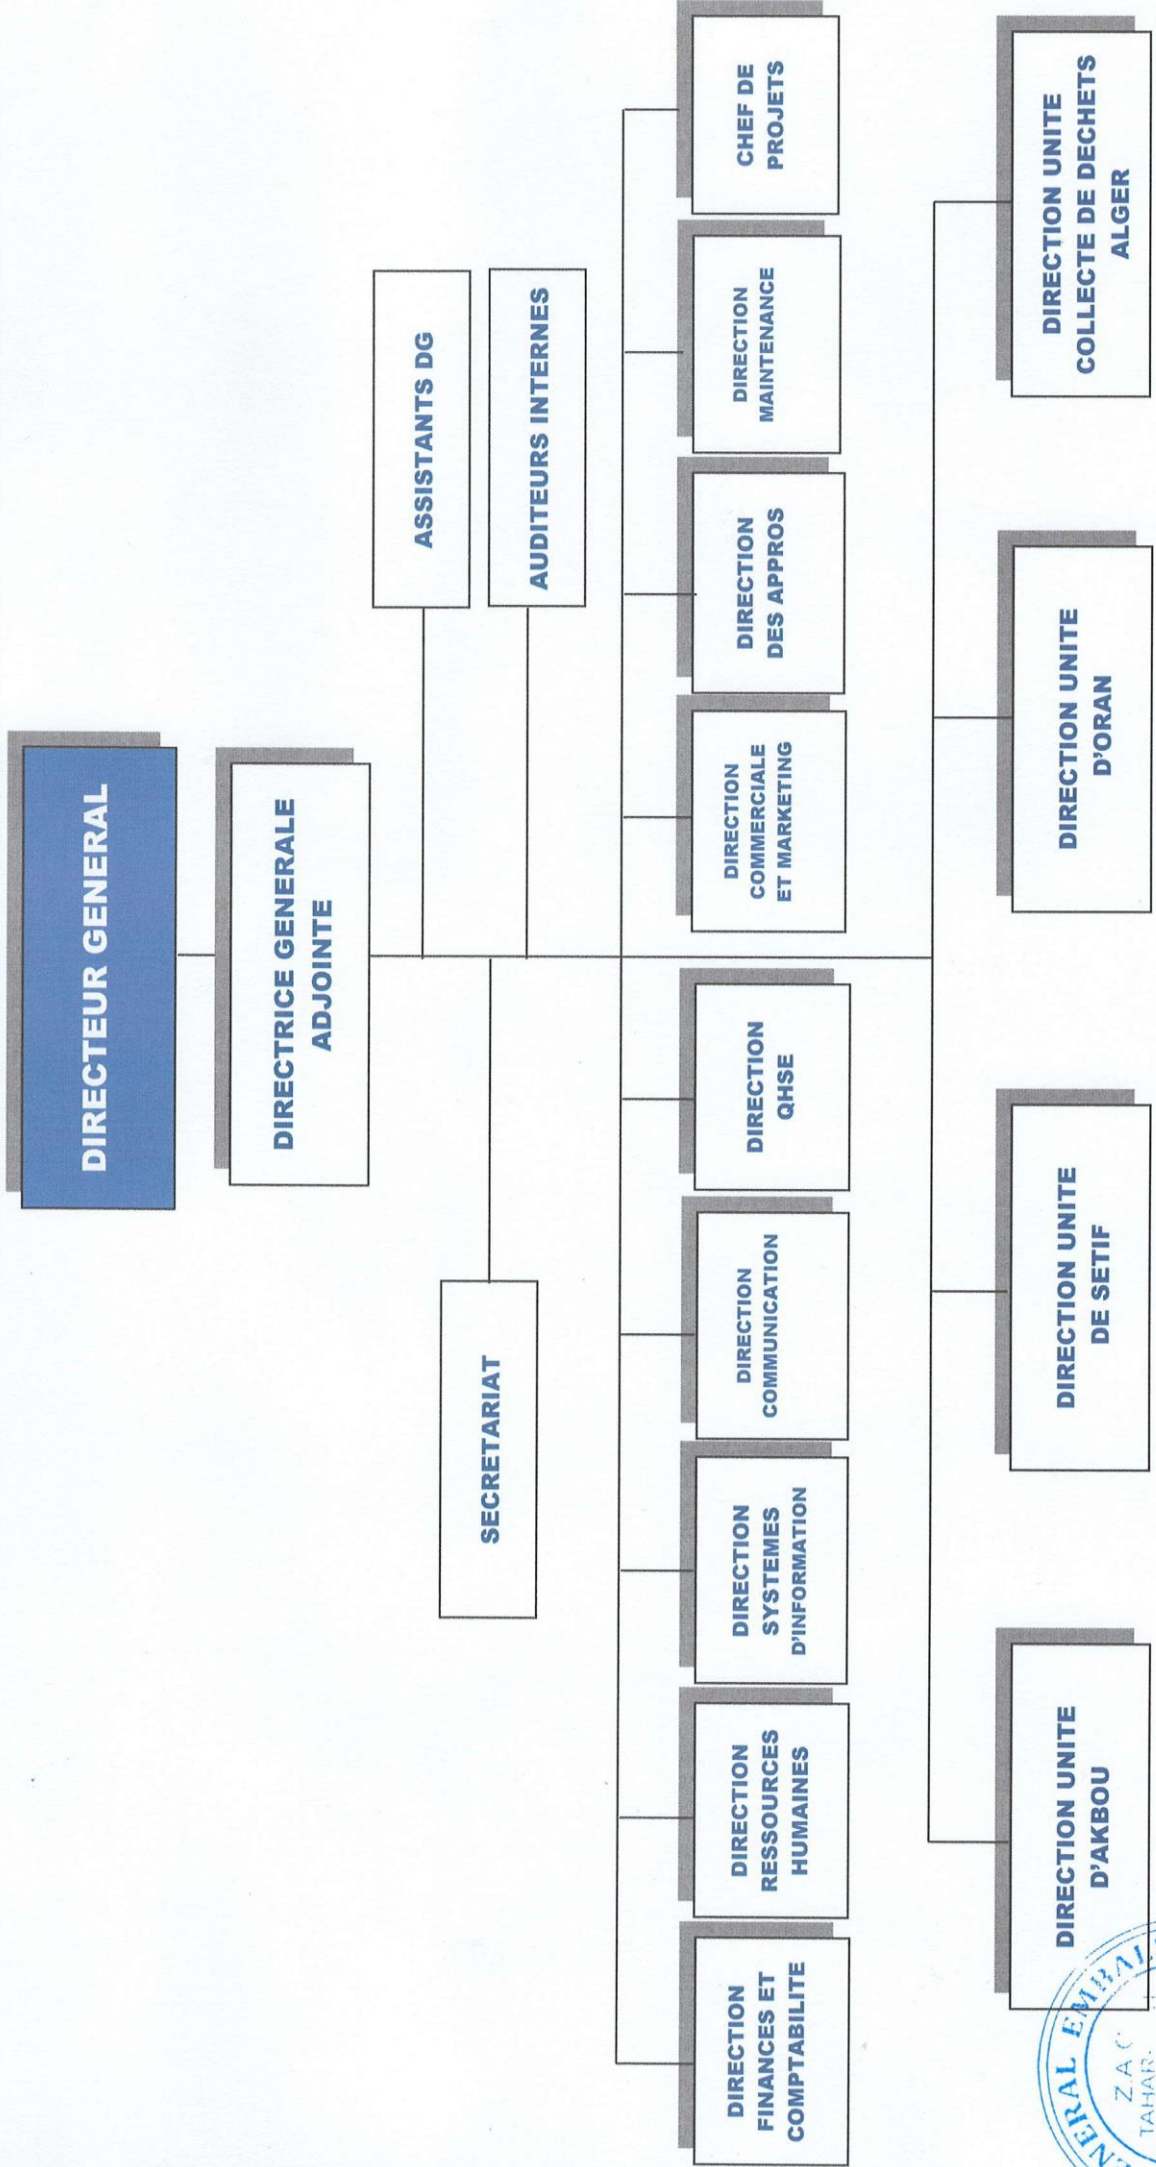 DIRECTEUR GENERAL
DIRECTRICE GENERALE
ADJOINTE
ASSISTANTS DG
SECRETARIAT
AUDITEURS INTERNES
DIRECTION
FINANCES ET
COMPTABILITE
DIRECTION
RESSOURCES
HUMAINES
DIRECTION
SYSTEMES
D'INFORMATION
DIRECTION
COMMUNICATION
DIRECTION
QHSE
DIRECTION
COMMERCIALE
ET MARKETING
DIRECTION
DES APPROS
DIRECTION
MAINTENANCE
CHEF DE
PROJETS
DIRECTION UNITE
D'AKBOU
DIRECTION UNITE
DE SETIF
DIRECTION UNITE
D'ORAN
DIRECTION UNITE
COLLECTE DE DECHETS
ALGER
Z.A.C